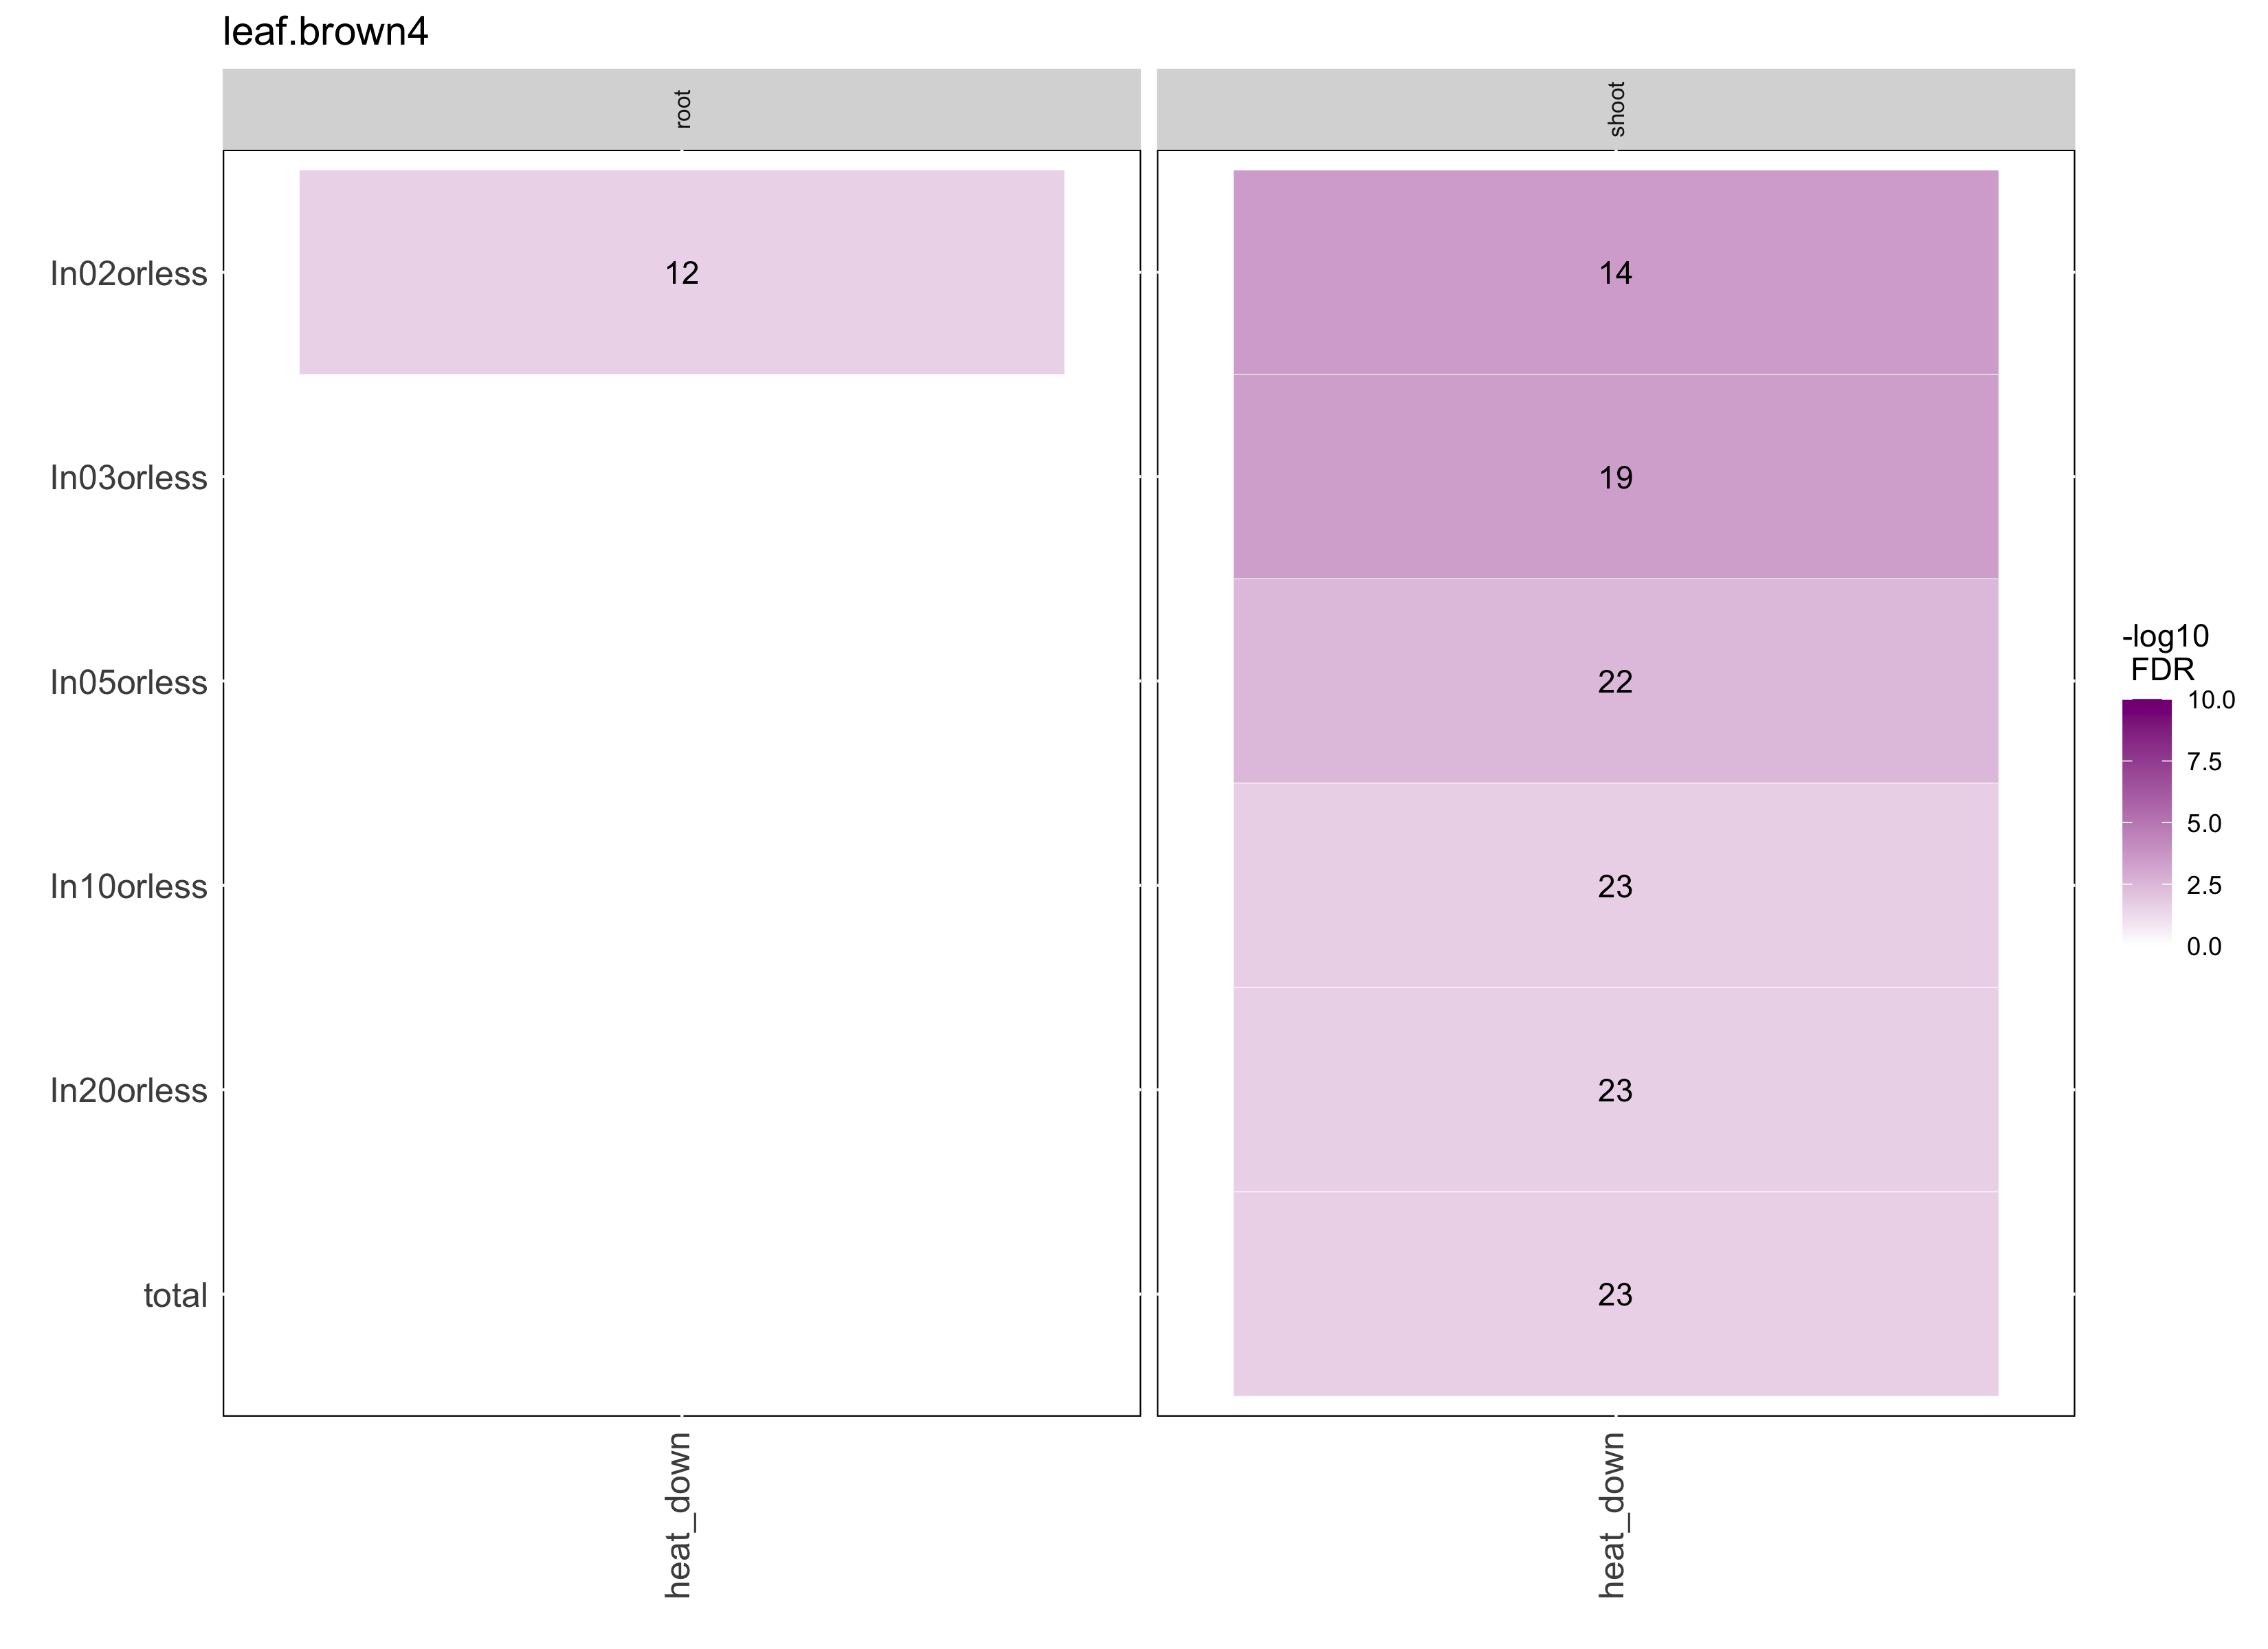 leaf.brown4
root
shoot
In02orless
12
14
In03orless
19
In05orless
22
In10orless
23
In20orless
23
total
23
heat_down
heat_down
-log10
FDR
10.0
7.5
5.0
2.5
0.0